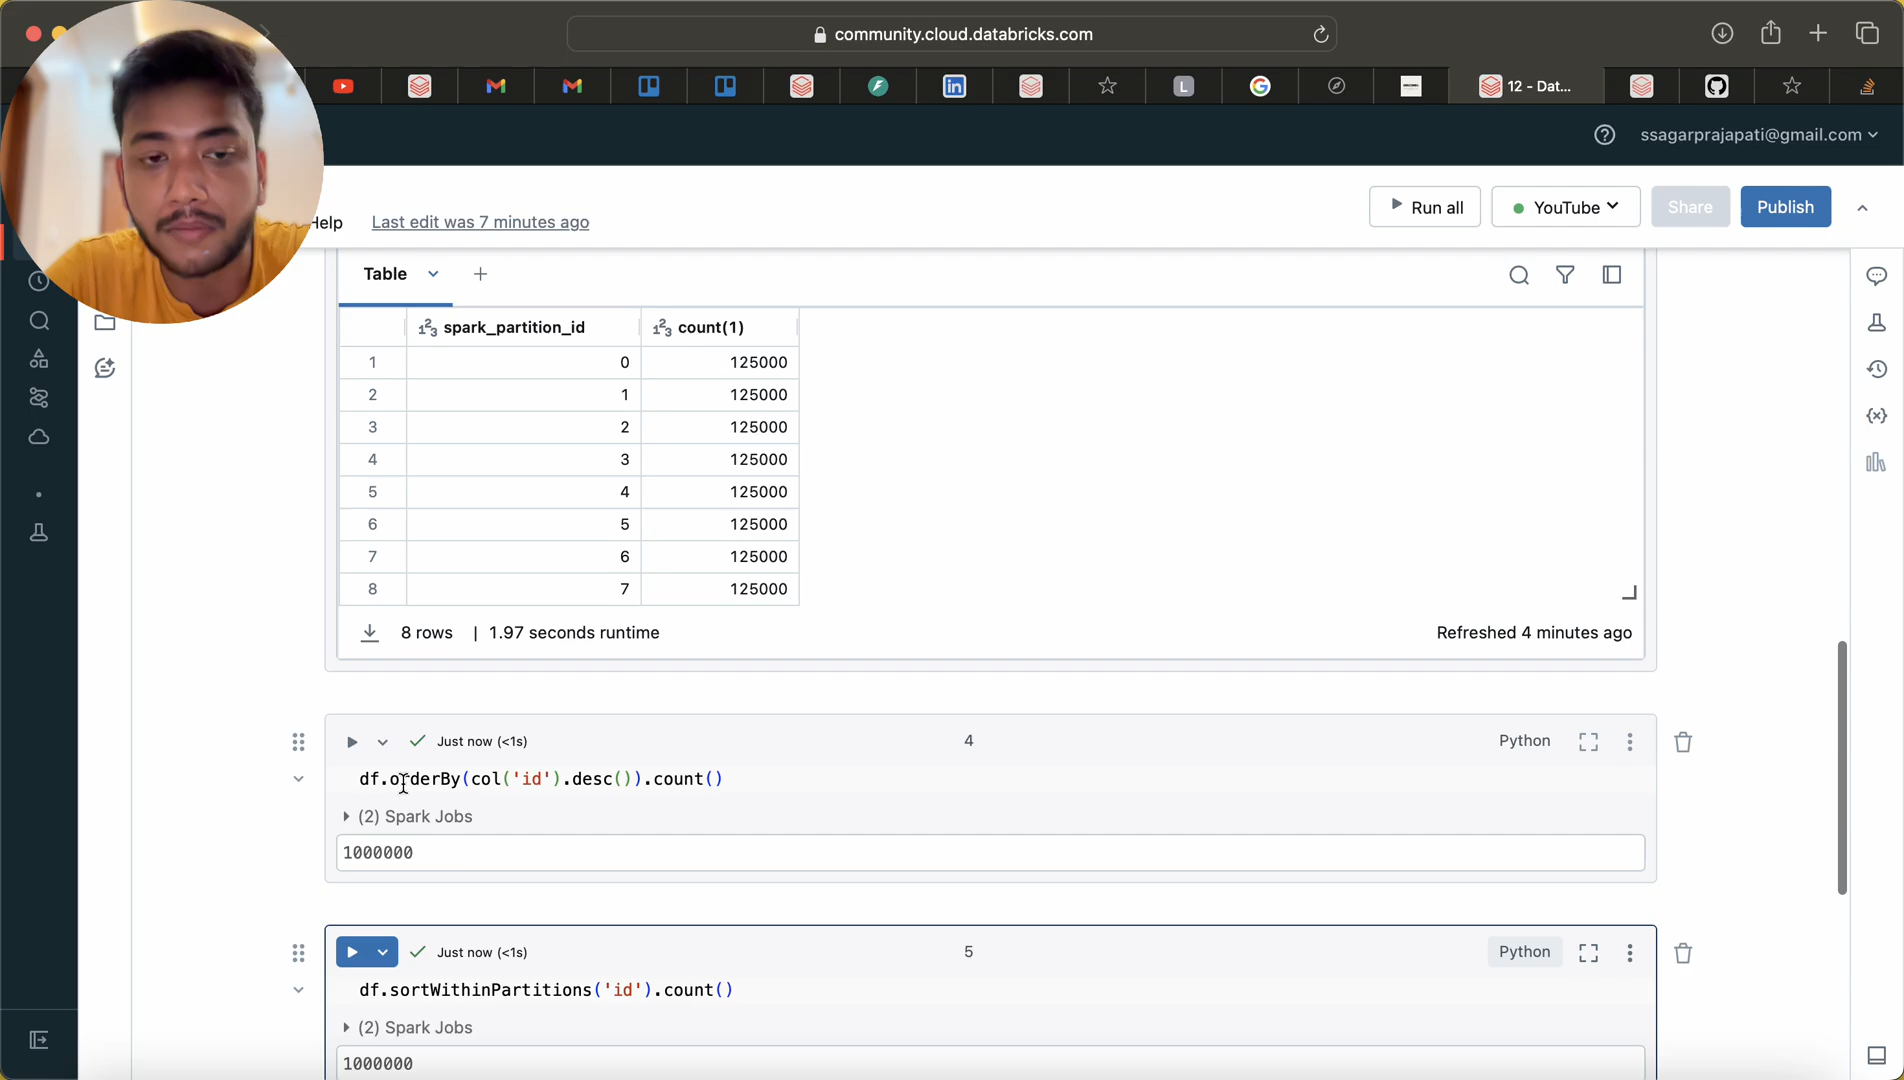 community.cloud.databricks.com
L
12 - Dat...
ssagarprajapati@gmail.com
Help
Last edit was 7 minutes ago
Run all
YouTube
Share
Publish
Table
spark_partition_id
count(1)
1 0 125000
2 1 125000
3 2 125000
4 3 125000
5 4 125000
6 5 125000
7 6 125000
8 7 125000
8 rows | 1.97 seconds runtime
Refreshed 4 minutes ago
Just now (<1s)
4
Python
df.orderBy(col('id').desc()).count()
(2) Spark Jobs
1000000
Just now (<1s)
5
Python
df.sortWithinPartitions('id').count()
(2) Spark Jobs
1000000